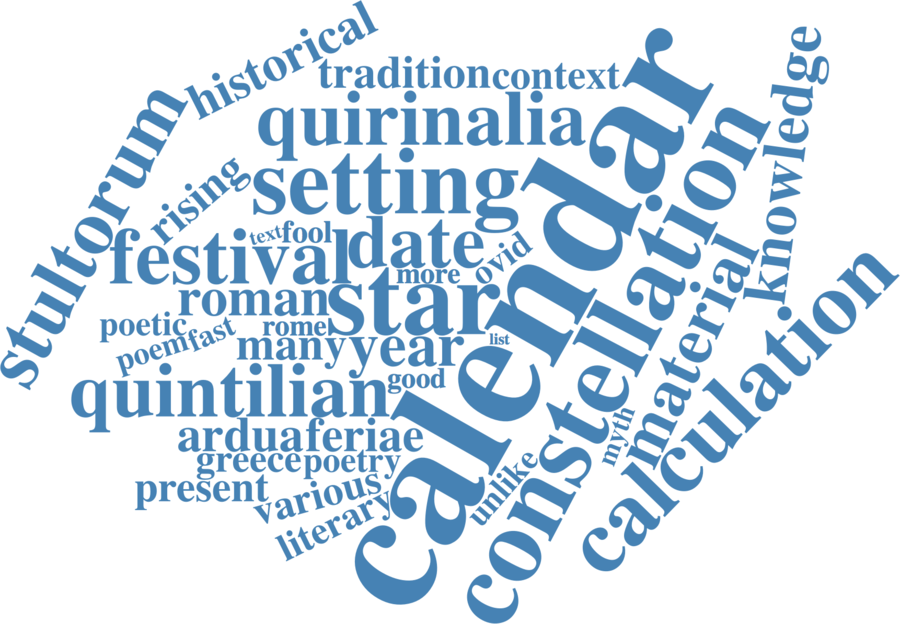 historical
tradition
context
calendar
knowledge
stultorum
quirinalia
constellation
rising
setting
text
fool
festival
date
ovid
more
roman
star
material
poetic
rome
fast
poem
many
year
list
calculation
quintilian
good
ardua
feriae
myth
greece
poetry
unlike
present
various
literary